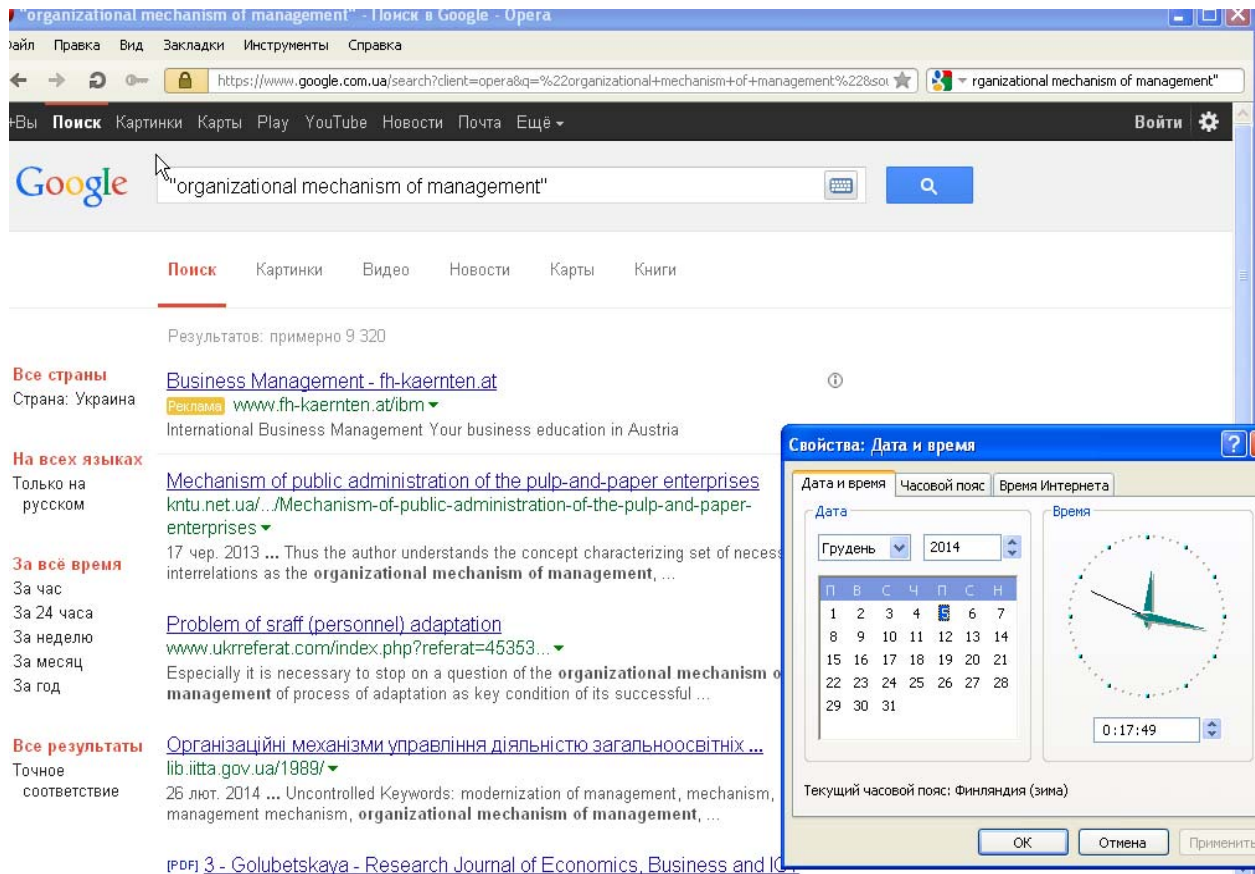 "organizational mechanism of management" - Поиск в Google - Opera
Файл Правка Вид Закладки Инструменты Справка
https://www.google.com.ua/search?client=opera&q=%22organizational+mechanism+of+management%22&sou
rganizational mechanism of management"
+Вы Поиск Картинки Карты Play YouTube Новости Почта Ещё
Войти
Google
"organizational mechanism of management"
Поиск Картинки Видео Новости Карты Книги
Результатов: примерно 9 320
Все страны
Страна: Украина
На всех языках
Только на
русском
За всё время
За час
За 24 часа
За неделю
За месяц
За год
Все результаты
Точное
соответствие
Business Management - fh-kaernten.at
Реклама www.fh-kaernten.at/ibm
International Business Management Your business education in Austria
Mechanism of public administration of the pulp-and-paper enterprises
kntu.net.ua/.../Mechanism-of-public-administration-of-the-pulp-and-paper-
enterprises
17 чер. 2013 ... Thus the author understands the concept characterizing set of necess
interrelations as the organizational mechanism of management, ...
Problem of sraff (personnel) adaptation
www.ukrreferat.com/index.php?referat=45353...
Especially it is necessary to stop on a question of the organizational mechanism o
management of process of adaptation as key condition of its successful ...
Організаційні механізми управління діяльністю загальноосвітніх ...
lib.iitta.gov.ua/1989/
26 лют. 2014 ... Uncontrolled Keywords: modernization of management, mechanism,
management mechanism, organizational mechanism of management, ...
[PDF] 3 - Golubetskaya - Research Journal of Economics, Business and IC
Свойства: Дата и время
Дата и время Часовой пояс Время Интернета
Дата
Грудень 2014
П В С Ч П С Н
1 2 3 4 5 6 7
8 9 10 11 12 13 14
15 16 17 18 19 20 21
22 23 24 25 26 27 28
29 30 31
Время
0:17:49
Текущий часовой пояс: Финляндия (зима)
ОК Отмена Применить